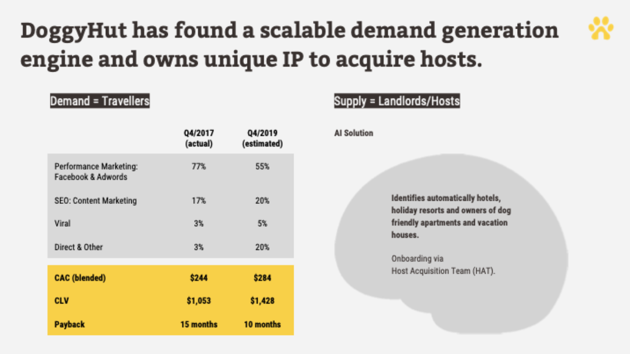 DoggyHut has found a scalable demand generation
engine and owns unique IP to acquire hosts.
Demand = Travellers
Q4/2017 Q4/2019
(actual) (estimated)
Performance Marketing: 77% 55%
Facebook & Adwords
SEO: Content Marketing 17% 20%
Viral 3% 5%
Direct & Other 3% 20%
CAC (blended) $244 $284
CLV $1,053 $1,428
Payback 15 months 10 months
Supply = Landlords/Hosts
AI Solution
Identifies automatically hotels,
holiday resorts and owners of dog
friendly apartments and vacation
houses.
Onboarding via
Host Acquisition Team (HAT).